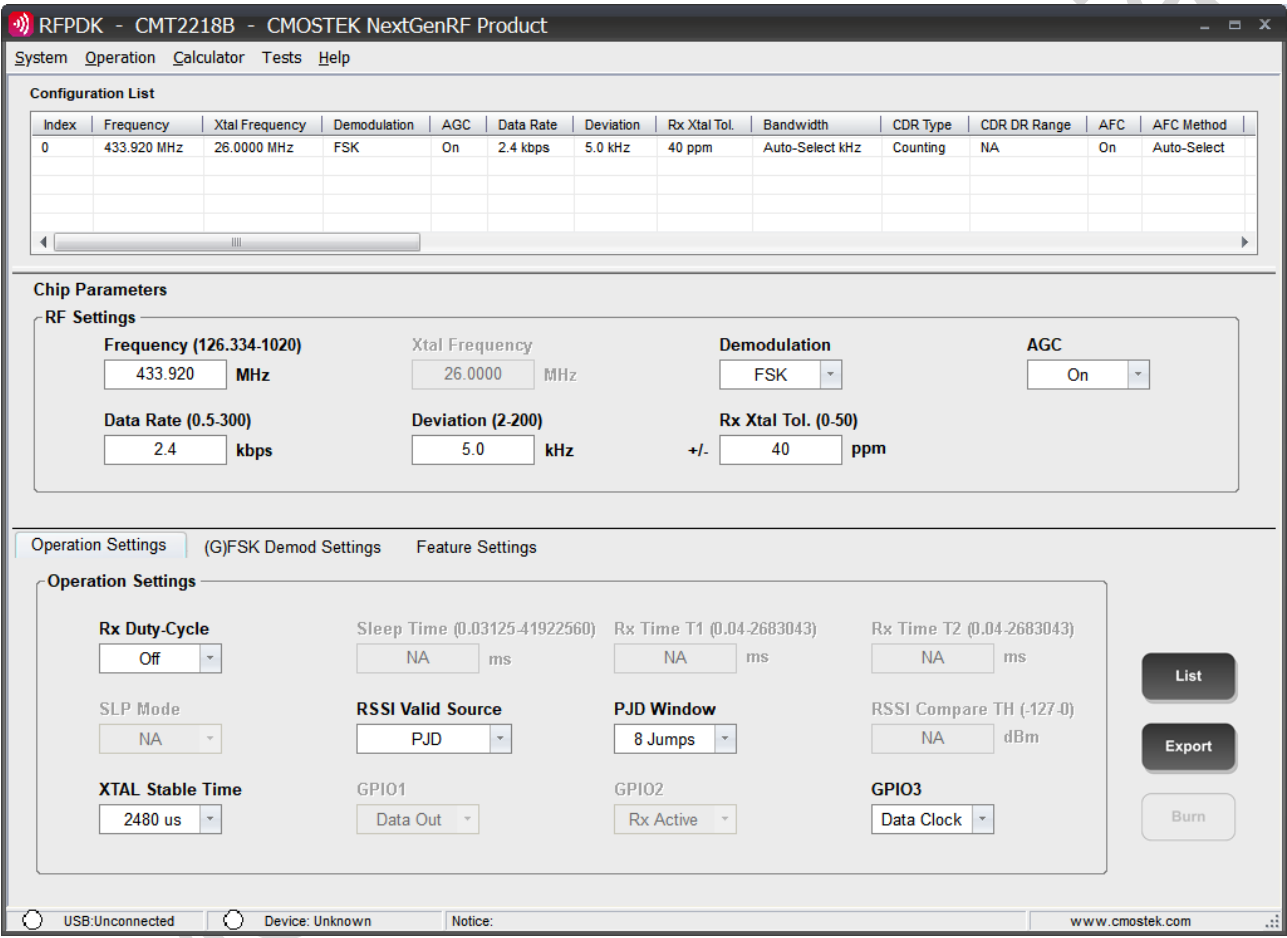 RFPDK - CMT2218B - CMOSTEK NextGenRF Product
System Operation Calculator Tests Help
Configuration List
Index Frequency Xtal Frequency Demodulation AGC Data Rate Deviation Rx Xtal Tol. Bandwidth CDR Type CDR DR Range AFC AFC Method
0 433.920 MHz 26.0000 MHz FSK On 2.4 kbps 5.0 kHz 40 ppm Auto-Select kHz Counting NA On Auto-Select
Chip Parameters
RF Settings
Frequency (126.334-1020) Xtal Frequency Demodulation AGC
433.920 MHz 26.0000 MHz FSK On
Data Rate (0.5-300) Deviation (2-200) Rx Xtal Tol. (0-50)
2.4 kbps 5.0 kHz +/- 40 ppm
Operation Settings (G)FSK Demod Settings Feature Settings
Operation Settings
Rx Duty-Cycle Sleep Time (0.03125-41922560) Rx Time T1 (0.04-2683043) Rx Time T2 (0.04-2683043)
Off NA ms NA ms NA ms
List
SLP Mode RSSI Valid Source PJD Window RSSI Compare TH (-127-0)
NA PJD 8 Jumps NA dBm
Export
XTAL Stable Time GPIO1 GPIO2 GPIO3
2480 us Data Out Rx Active Data Clock
Burn
USB:Unconnected Device: Unknown Notice: www.cmostek.com